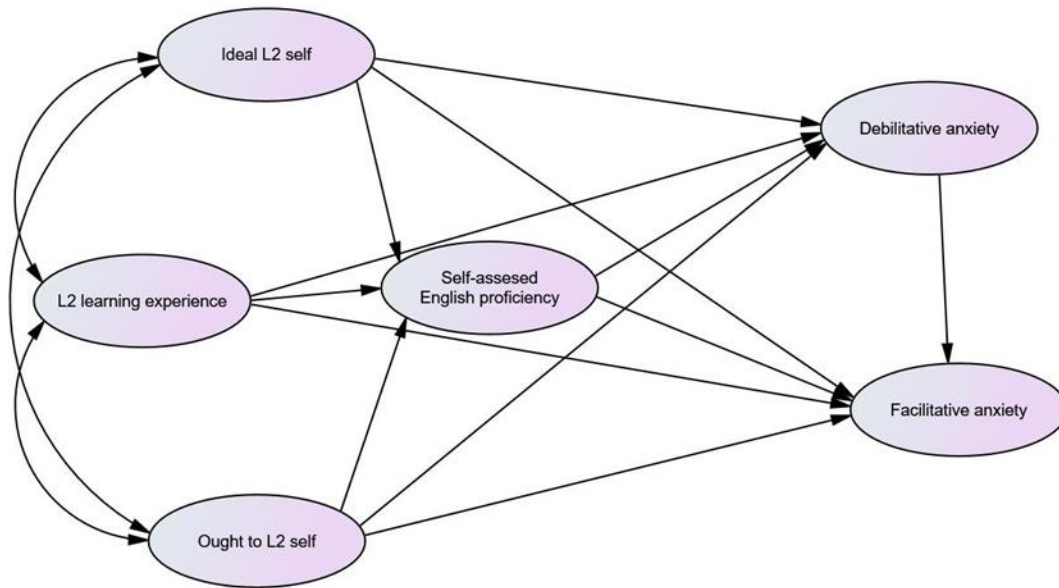 Ideal L2 self
Debilitative anxiety
L2 learning experience
Self-assesed
English proficiency
Facilitative anxiety
Ought to L2 self